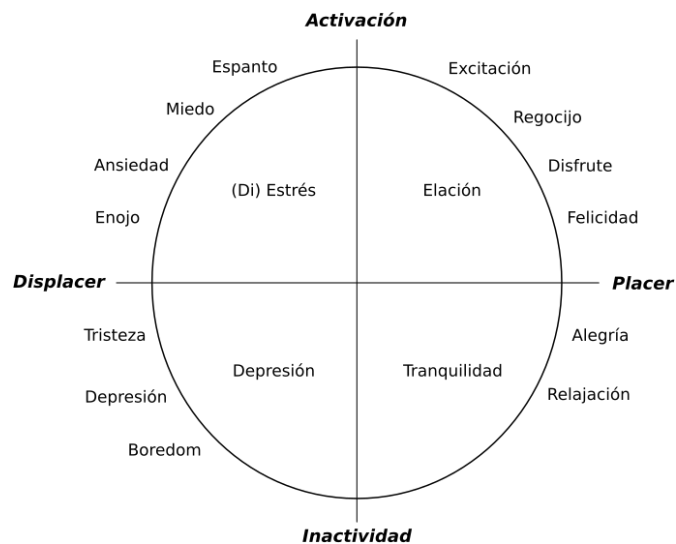 Activación
Espanto
Excitación
Miedo
Regocijo
Ansiedad
Disfrute
(Di) Estrés
Elación
Enojo
Felicidad
Displacer
Placer
Tristeza
Alegría
Depresión
Tranquilidad
Depresión
Relajación
Boredom
Inactividad